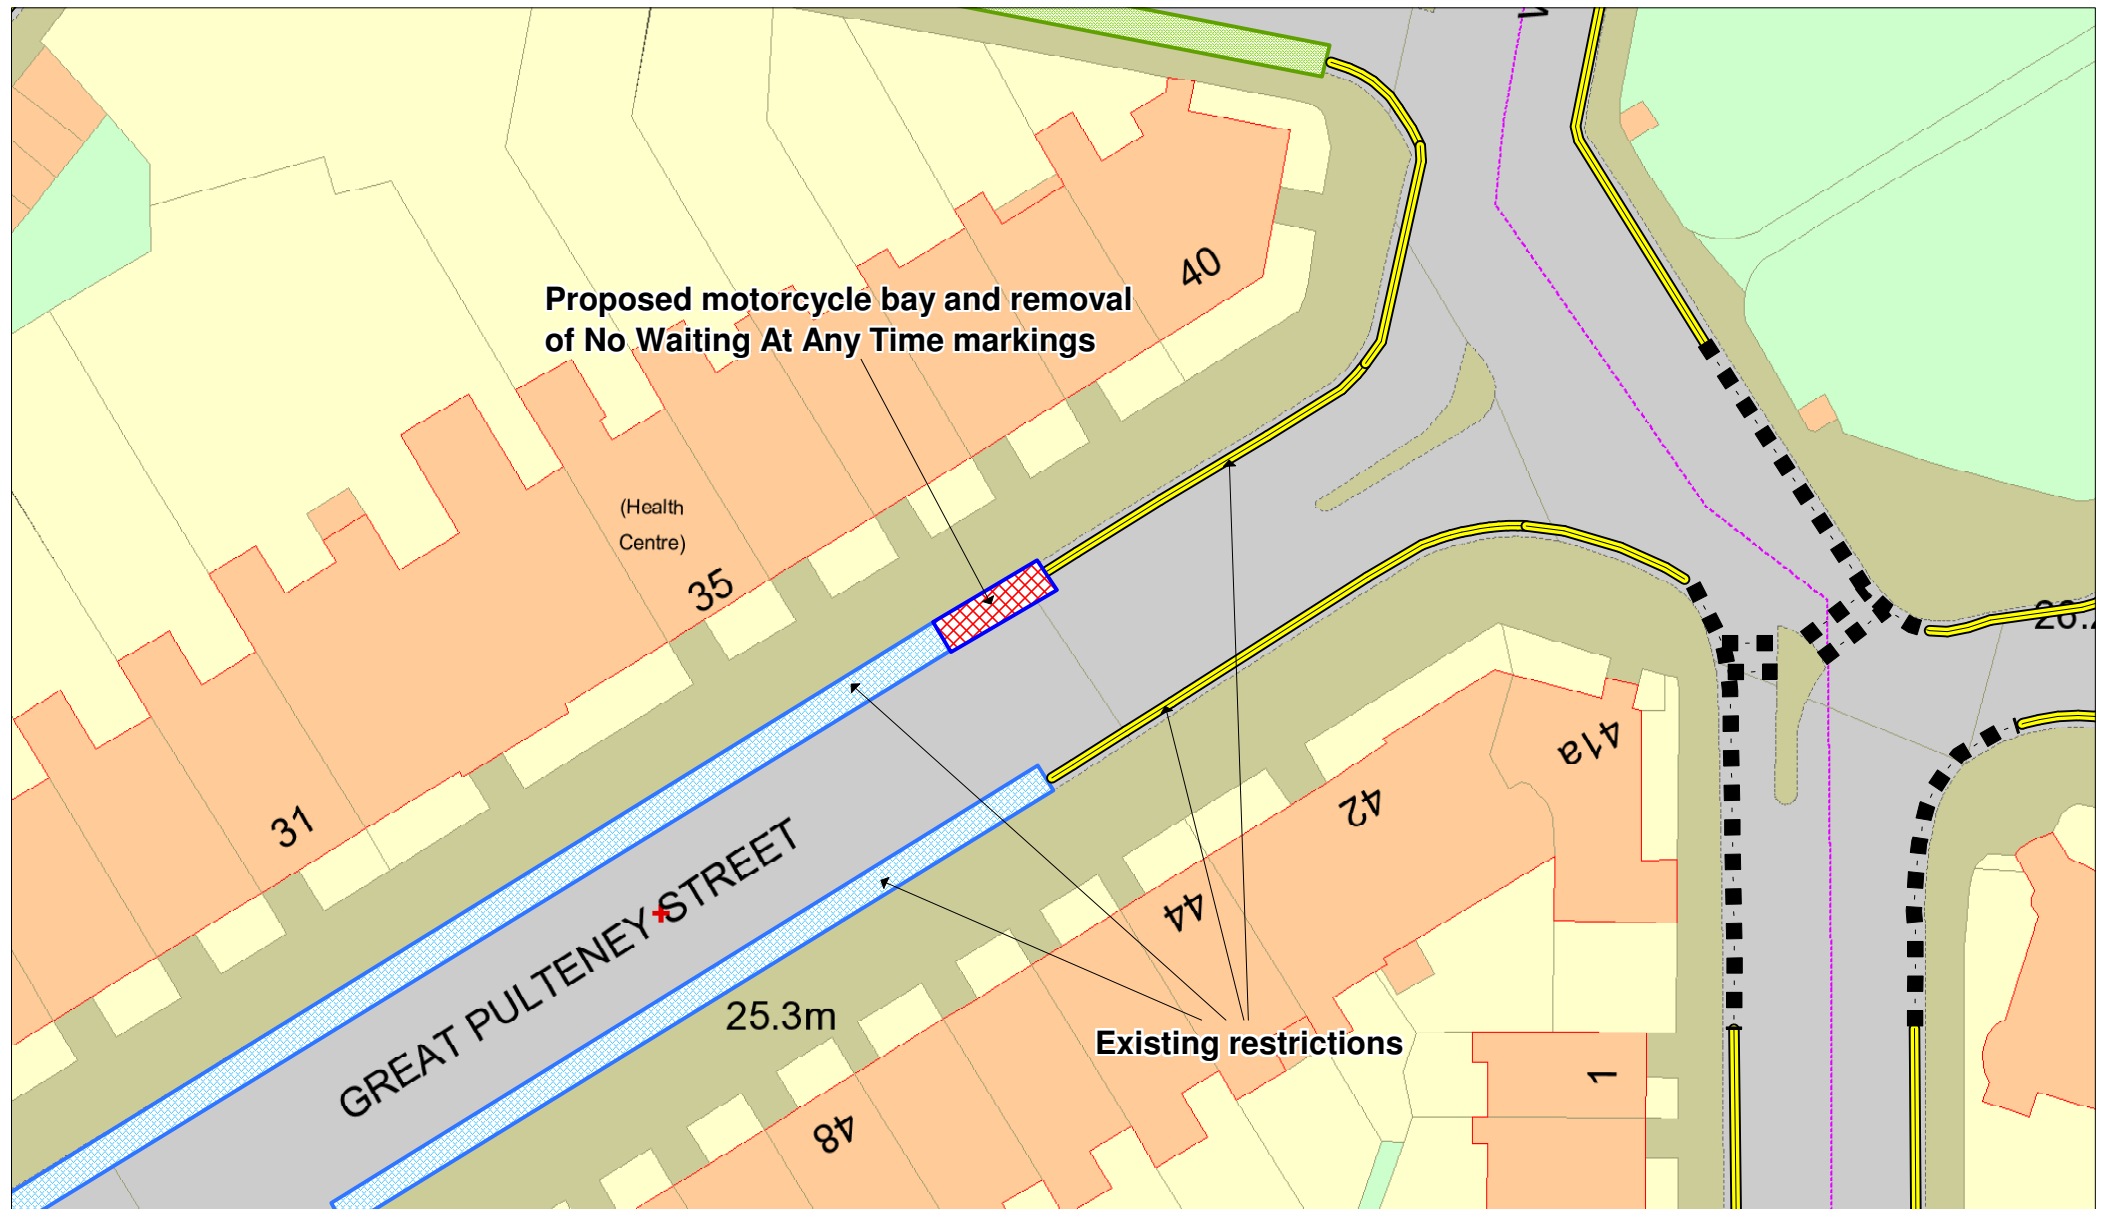 40
Proposed motorcycle bay and removal
of No Waiting At Any Time markings
(Health
Centre)
35
31
41a
42
44
GREAT PULTENEY STREET
25.3m
Existing restrictions
1
48